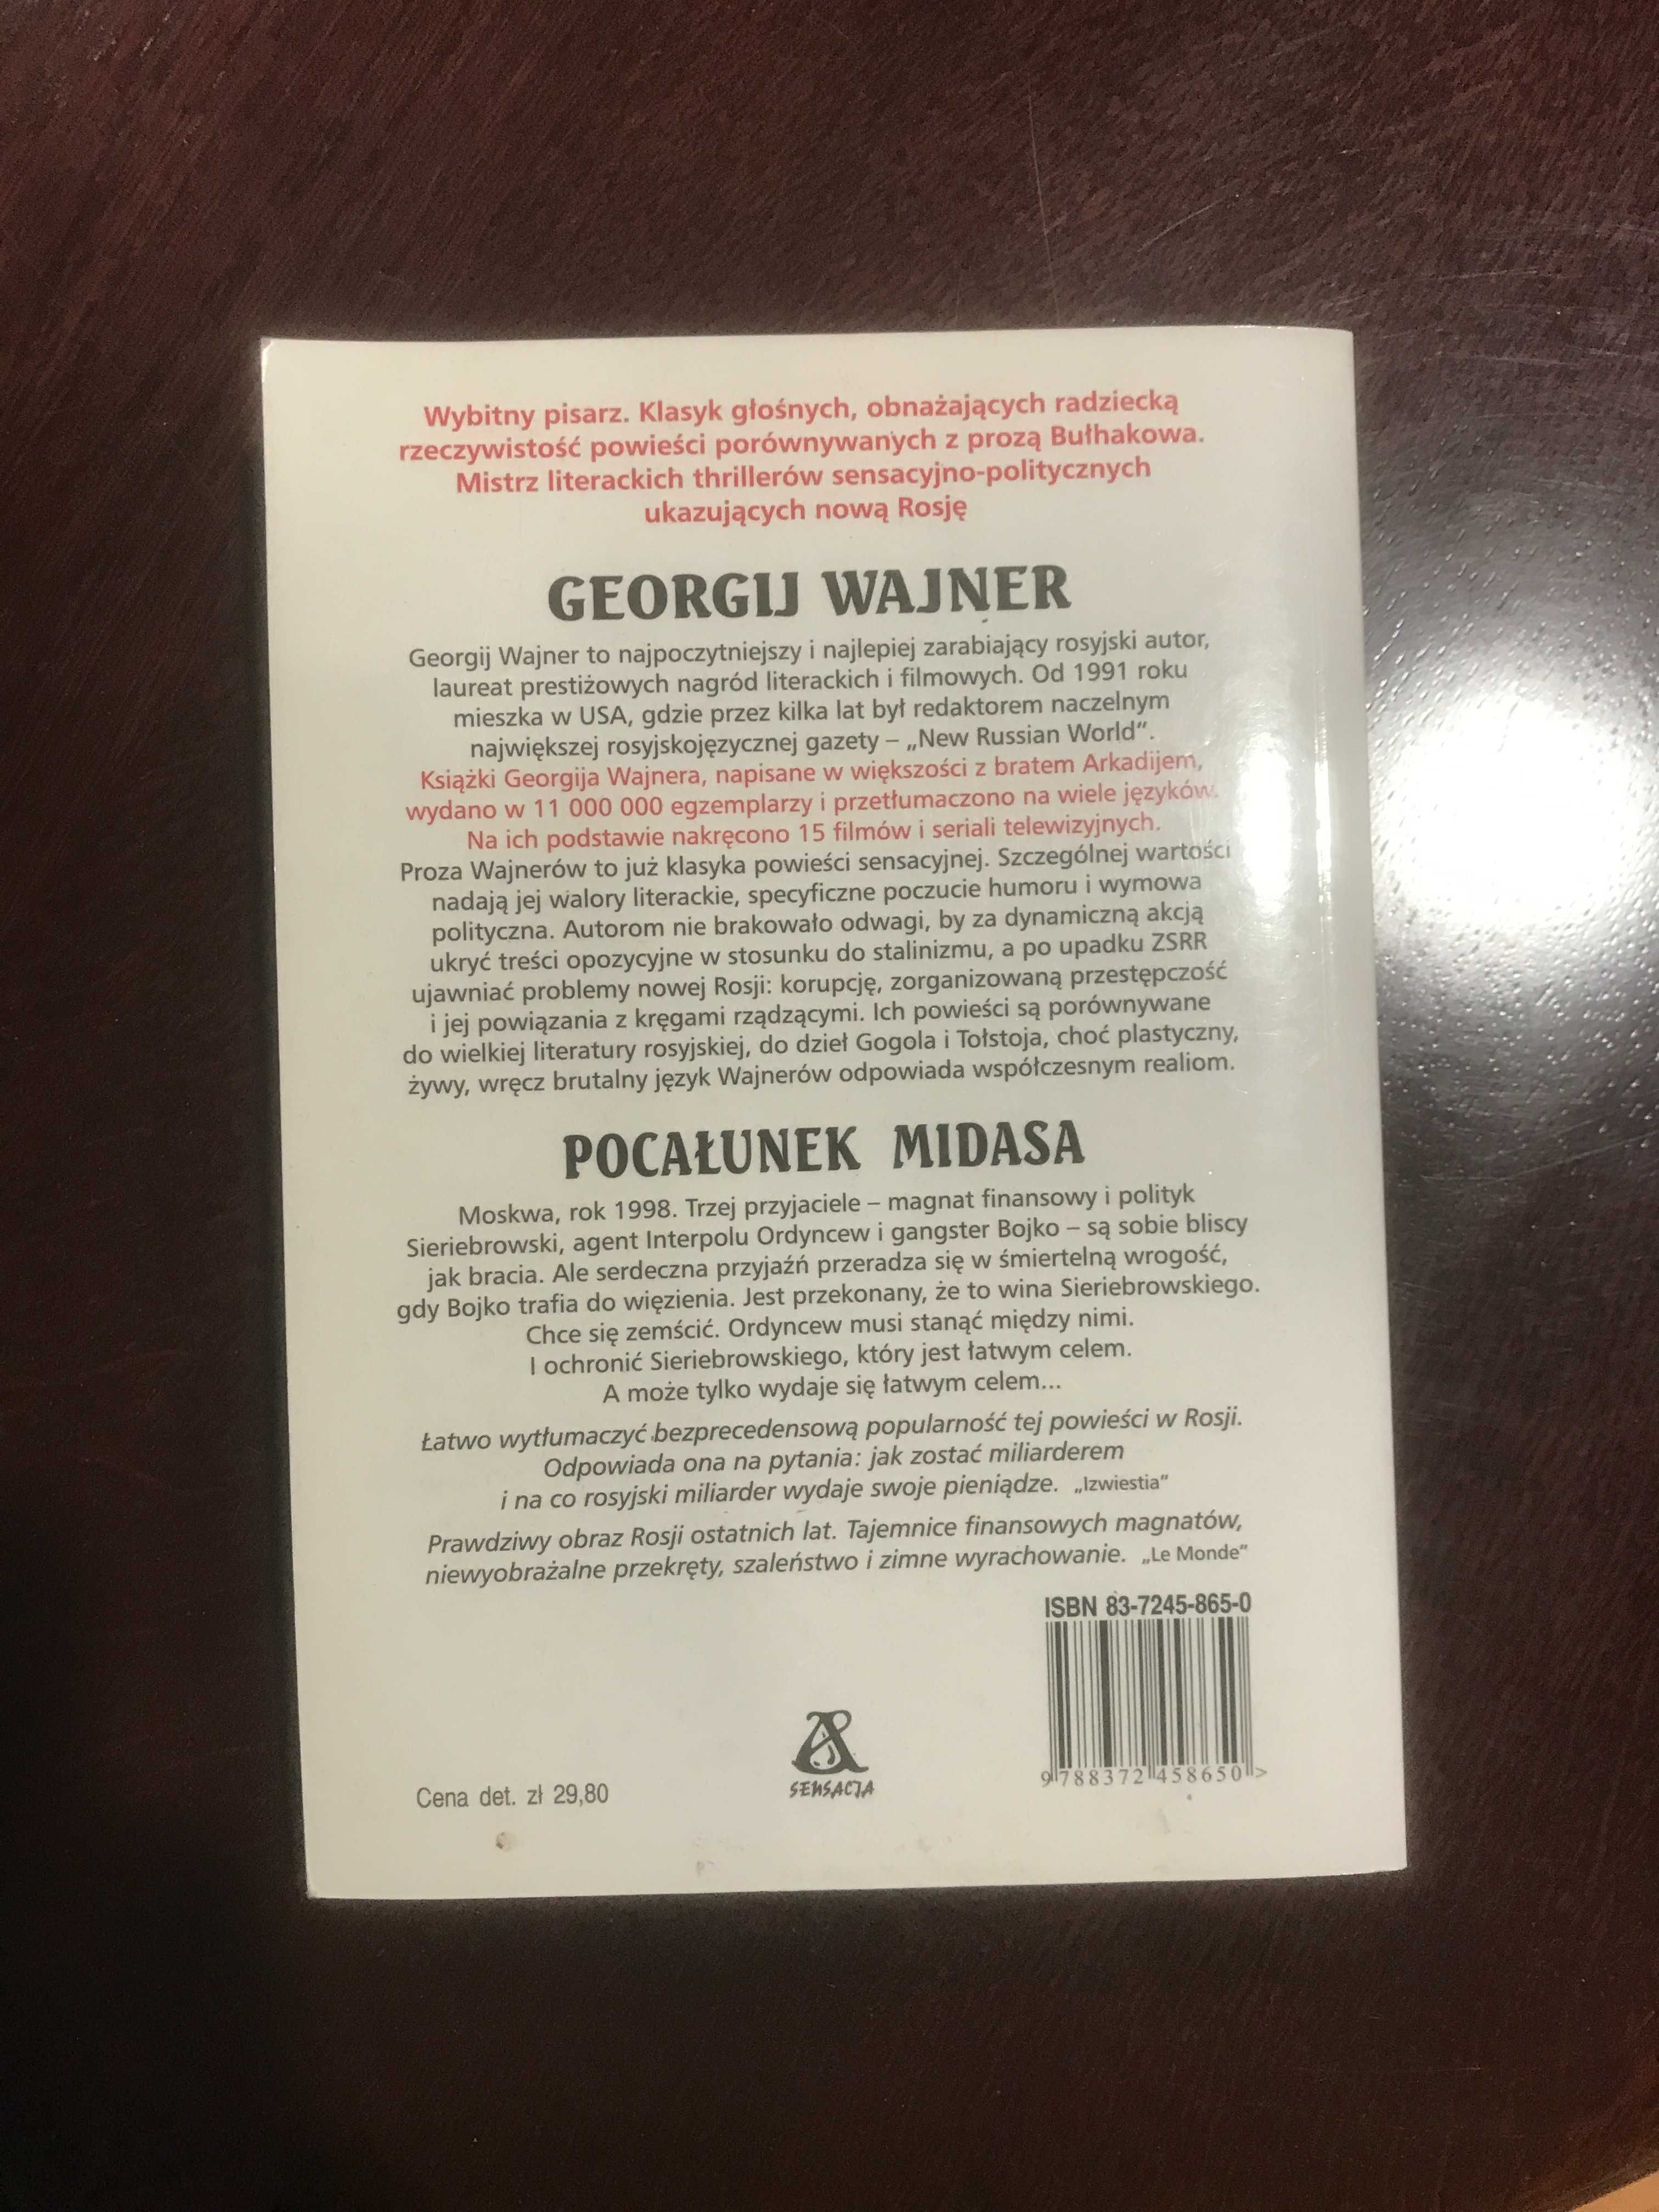 Wybitny pisarz. Klasyk głośnych, obnażających radziecką
rzeczywistość powieści porównywanych z prozą Bułhakowa.
Mistrz literackich thrillerów sensacyjno-politycznych
ukazujących nową Rosję
GEORGIJ WAJNER
Georgij Wajner to najpoczytniejszy i najlepiej zarabiający rosyjski autor,
laureat prestiżowych nagród literackich i filmowych. Od 1991 roku
mieszka w USA, gdzie przez kilka lat był redaktorem naczelnym
największej rosyjskojęzycznej gazety – „New Russian World”.
Książki Georgija Wajnera, napisane w większości z bratem Arkadijem,
wydano w 11 000 000 egzemplarzy i przetłumaczono na wiele języków.
Na ich podstawie nakręcono 15 filmów i seriali telewizyjnych.
Proza Wajnerów to już klasyka powieści sensacyjnej. Szczególnej wartości
nadają jej walory literackie, specyficzne poczucie humoru i wymowa
polityczna. Autorom nie brakowało odwagi, by za dynamiczną akcją
ukryć treści opozycyjne w stosunku do stalinizmu, a po upadku ZSRR
ujawniać problemy nowej Rosji: korupcję, zorganizowaną przestępczość
i jej powiązania z kręgami rządzącymi. Ich powieści są porównywane
do wielkiej literatury rosyjskiej, do dzieł Gogola i Tołstoja, choć plastyczny,
żywy, wręcz brutalny język Wajnerów odpowiada współczesnym realiom.
POCAŁUNEK MIDASA
Moskwa, rok 1998. Trzej przyjaciele – magnat finansowy i polityk
Sieriebrowski, agent Interpolu Ordyncew i gangster Bojko – są sobie bliscy
jak bracia. Ale serdeczna przyjaźń przeradza się w śmiertelną wrogość,
gdy Bojko trafia do więzienia. Jest przekonany, że to wina Sieriebrowskiego.
Chce się zemścić. Ordyncew musi stanąć między nimi.
I ochronić Sieriebrowskiego, który jest łatwym celem.
A może tylko wydaje się łatwym celem...
Łatwo wytłumaczyć bezprecedensową popularność tej powieści w Rosji.
Odpowiada ona na pytania: jak zostać miliarderem
i na co rosyjski miliarder wydaje swoje pieniądze. „Izwiestia”
Prawdziwy obraz Rosji ostatnich lat. Tajemnice finansowych magnatów,
niewyobrażalne przekręty, szaleństwo i zimne wyrachowanie. „Le Monde”
ISBN 83-7245-865-0
9 788372 458650 >
SENSACJA
Cena det. zł 29,80